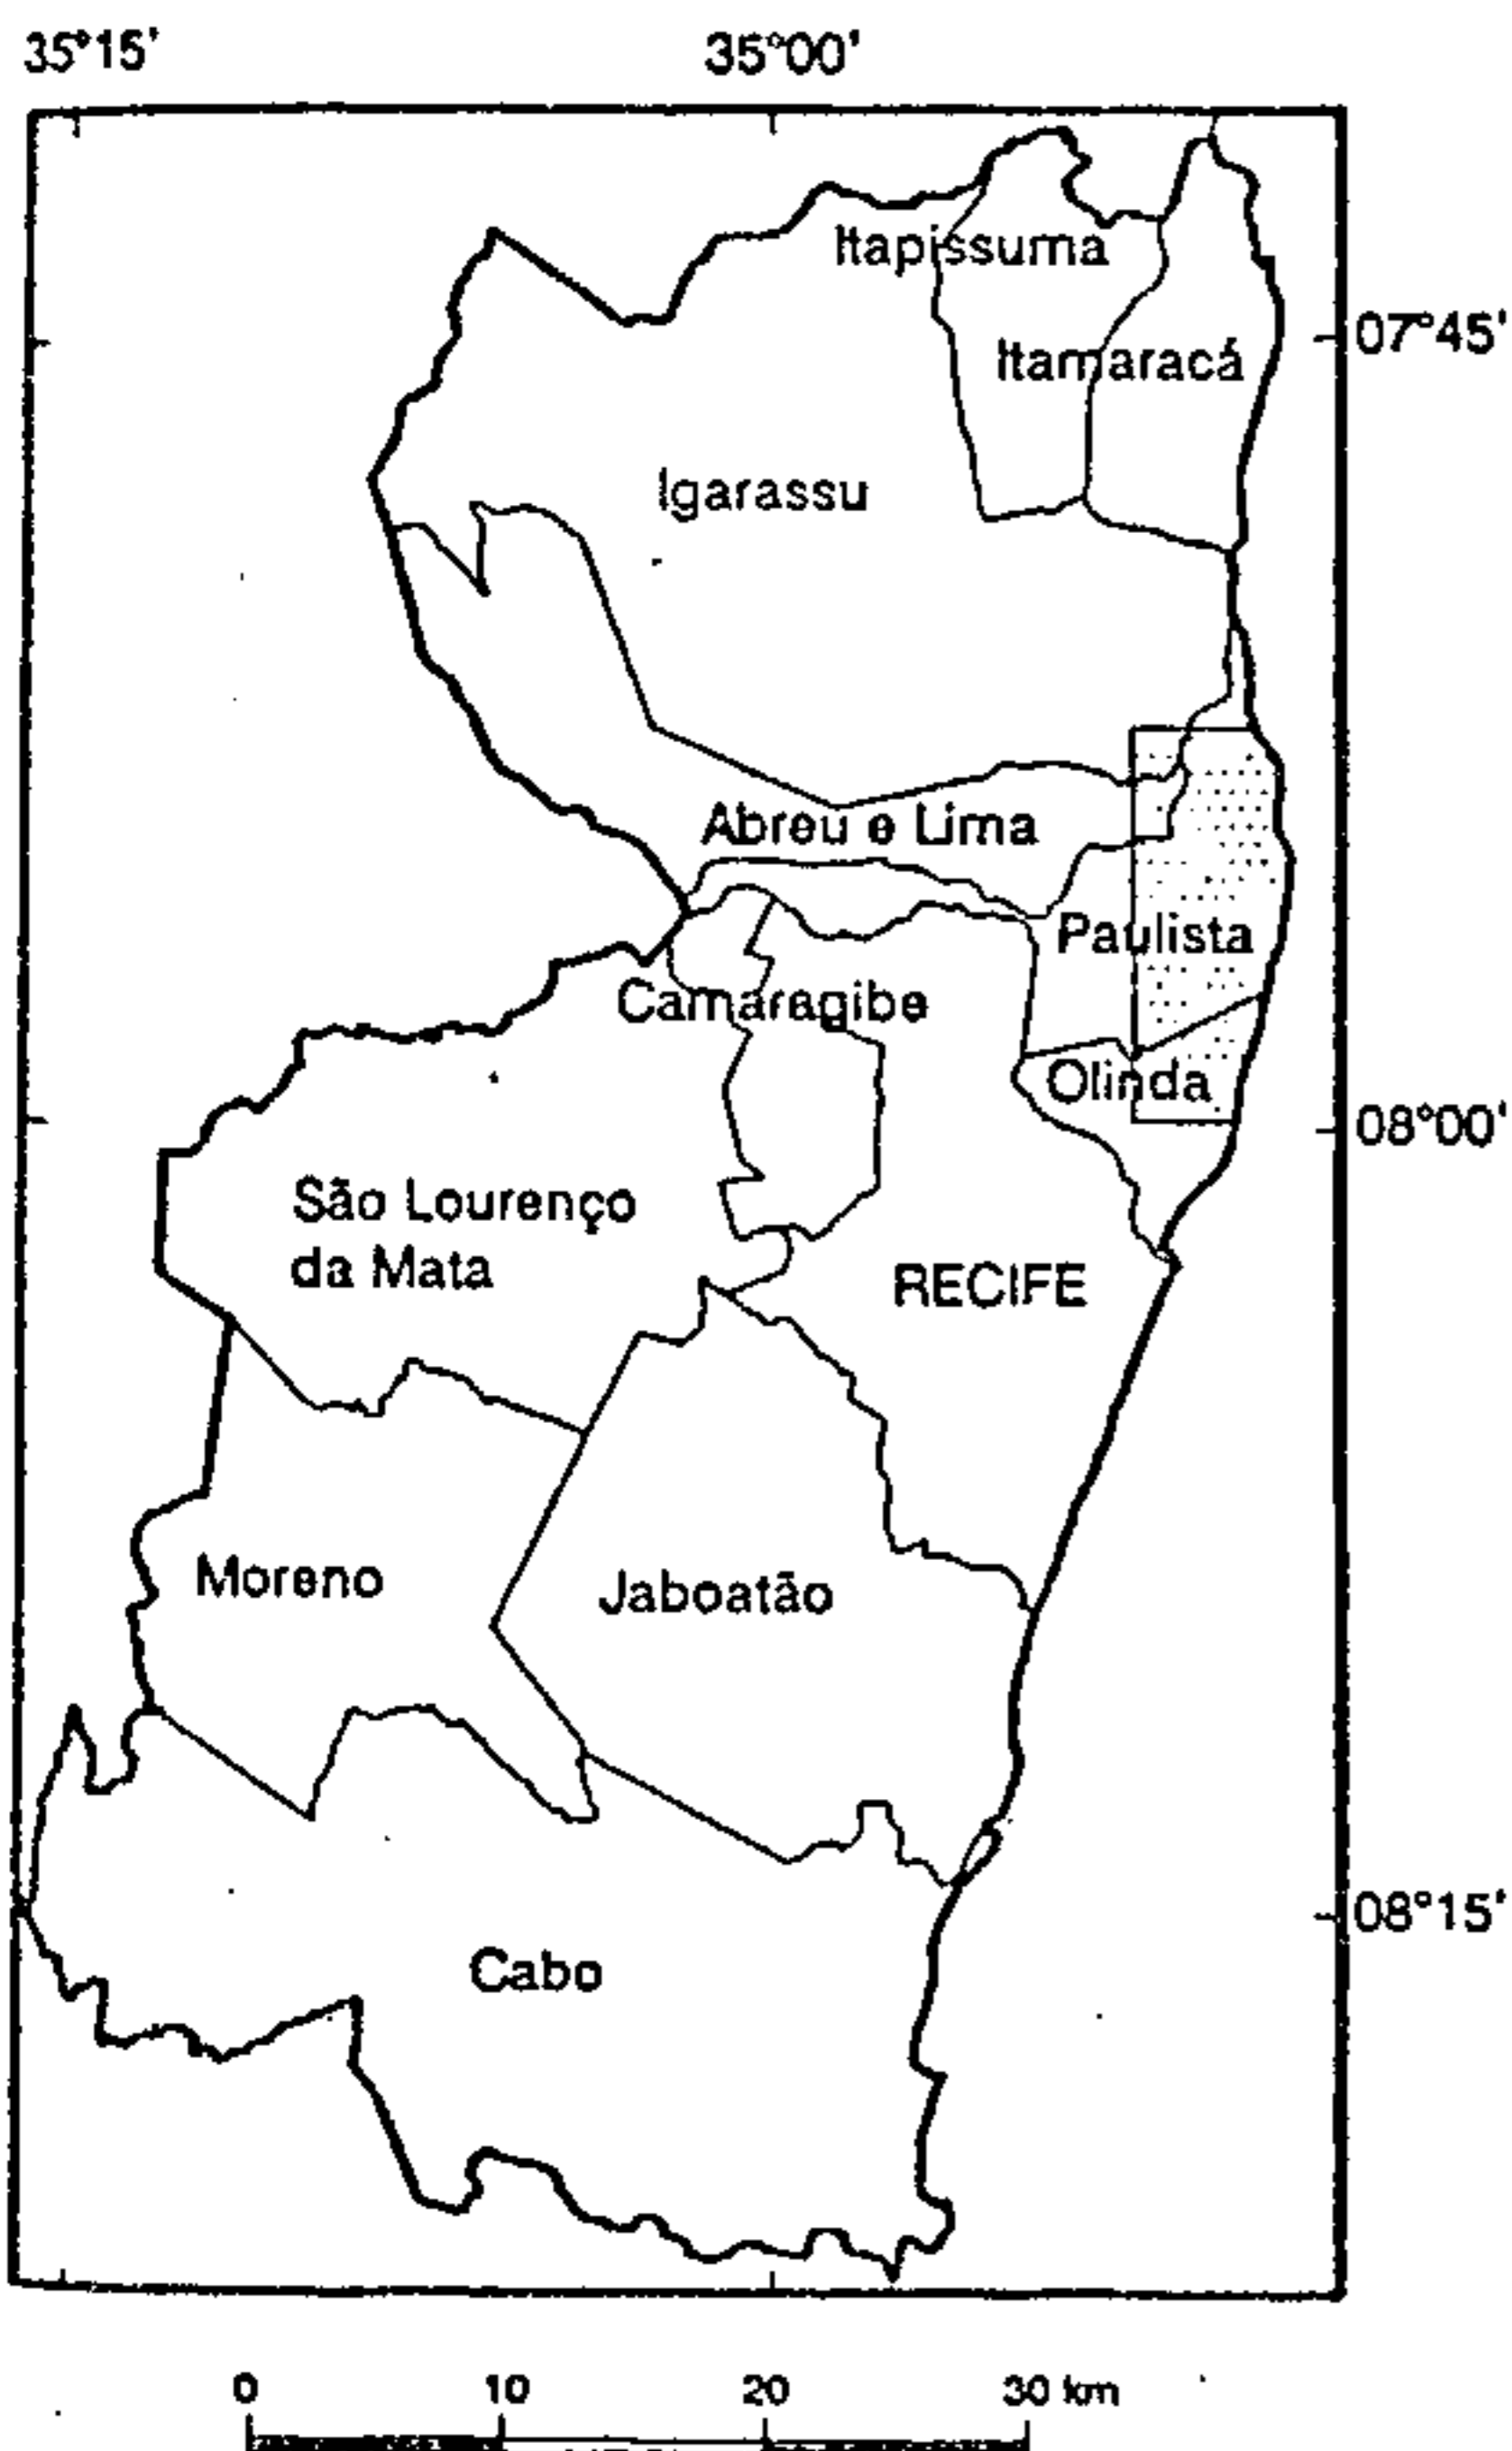 35°15' 35°00'
Itapissuma
07°45'
Itamaracá
Igarassu
Abreu e Lima
Paulista
Camaragibe
Olinda
08°00'
São Lourenço
da Mata
RECIFE
Moreno
Jaboatão
08°15'
Cabo
0 10 20 30 km